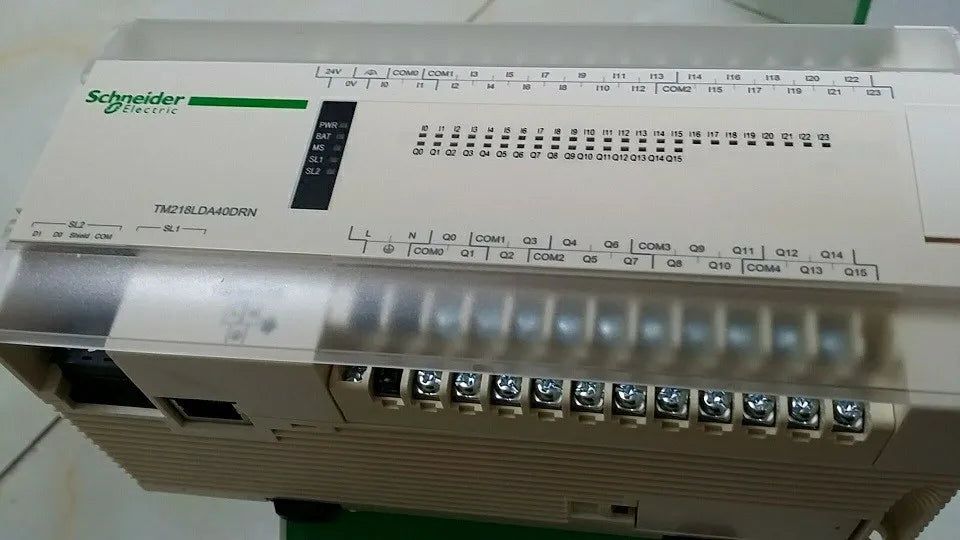 24V COM0 COM1 I3 I5 I7 I9 I11 I13 I14 I16 I18 I20 I22
0V I0 I1 I2 I4 I6 I8 I10 I12 COM2 I15 I17 I19 I21 I23
Schneider
Electric
PWR
BAT
MS
SL1
SL2
I0 I1 I2 I3 I4 I5 I6 I7 I8 I9 I10 I11 I12 I13 I14 I15 I16 I17 I18 I19 I20 I21 I22 I23
Q0 Q1 Q2 Q3 Q4 Q5 Q6 Q7 Q8 Q9 Q10 Q11 Q12 Q13 Q14 Q15
TM218LDA40DRN
SL2 SL1
D1 D0 Shield COM
L N Q0 COM1 Q3 Q4 Q6 COM3 Q9 Q11 Q12 Q14
COM0 Q1 Q2 COM2 Q5 Q7 Q8 Q10 COM4 Q13 Q15